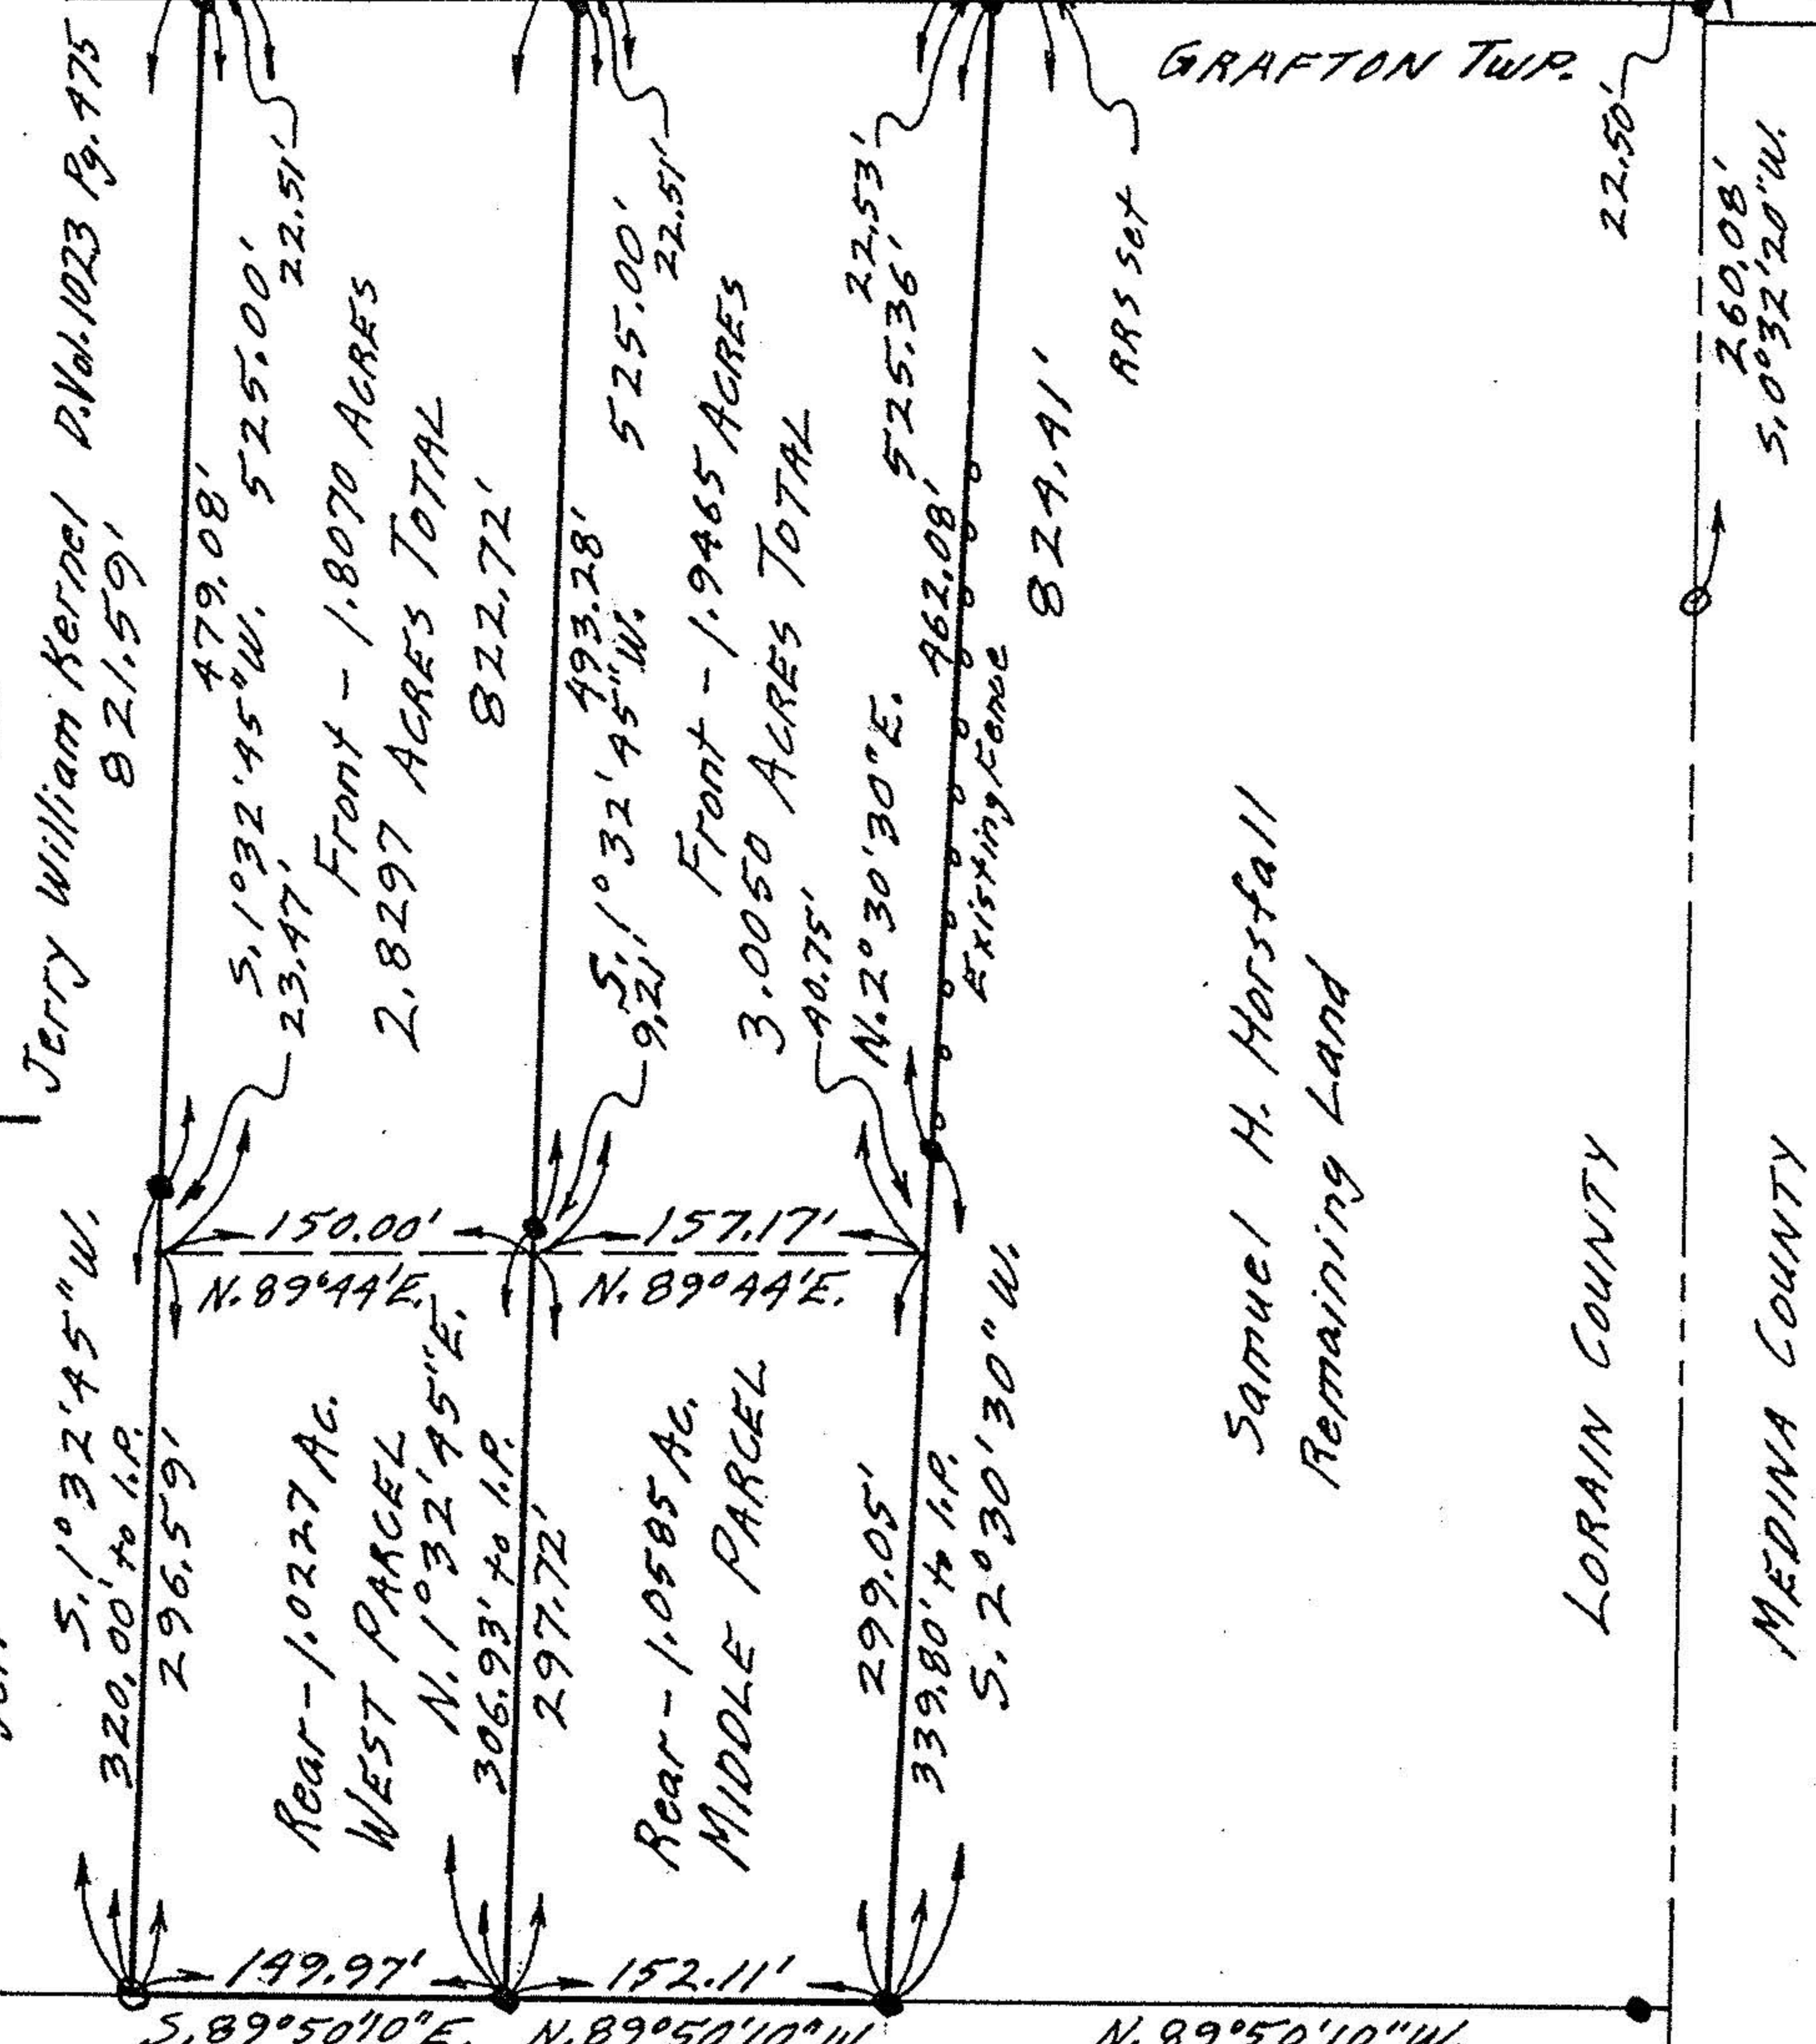 Jerry William Kernel D.Vol.1023 Pg.475
821.59'
GRAFTON TWP.
22.50'
260.08'
S.0°32'20"W.
479.08'
S.1°32'45"W. 525.00'
22.51'
23.47'
Front - 1.8070 ACRES
2.8297 ACRES TOTAL
822.72'
493.28'
S.1°32'45"W. 525.00'
22.51'
9.21'
Front - 1.9465 ACRES
3.0050 ACRES TOTAL
40.75'
22.53'
N.2°30'30"E. 525.36'
462.08'
Existing Fence
824.41'
RRS Set
S.1°32'45"W.
320.00' to I.P.
296.59'
150.00'
N.89°44'E.
157.17'
N.89°44'E.
Rear-1.0227 Ac.
WEST PARCEL
N.1°32'45"E.
306.93' to I.P.
297.72'
Rear-1.0585 Ac.
MIDDLE PARCEL
299.05'
339.80' to I.P.
S.2°30'30"W.
Samuel H. Horsfall
Remaining Land
LORAIN COUNTY
MEDINA COUNTY
149.97'
S.89°50'10"E.
152.11'
N.89°50'10"W.
N.89°50'10"W.